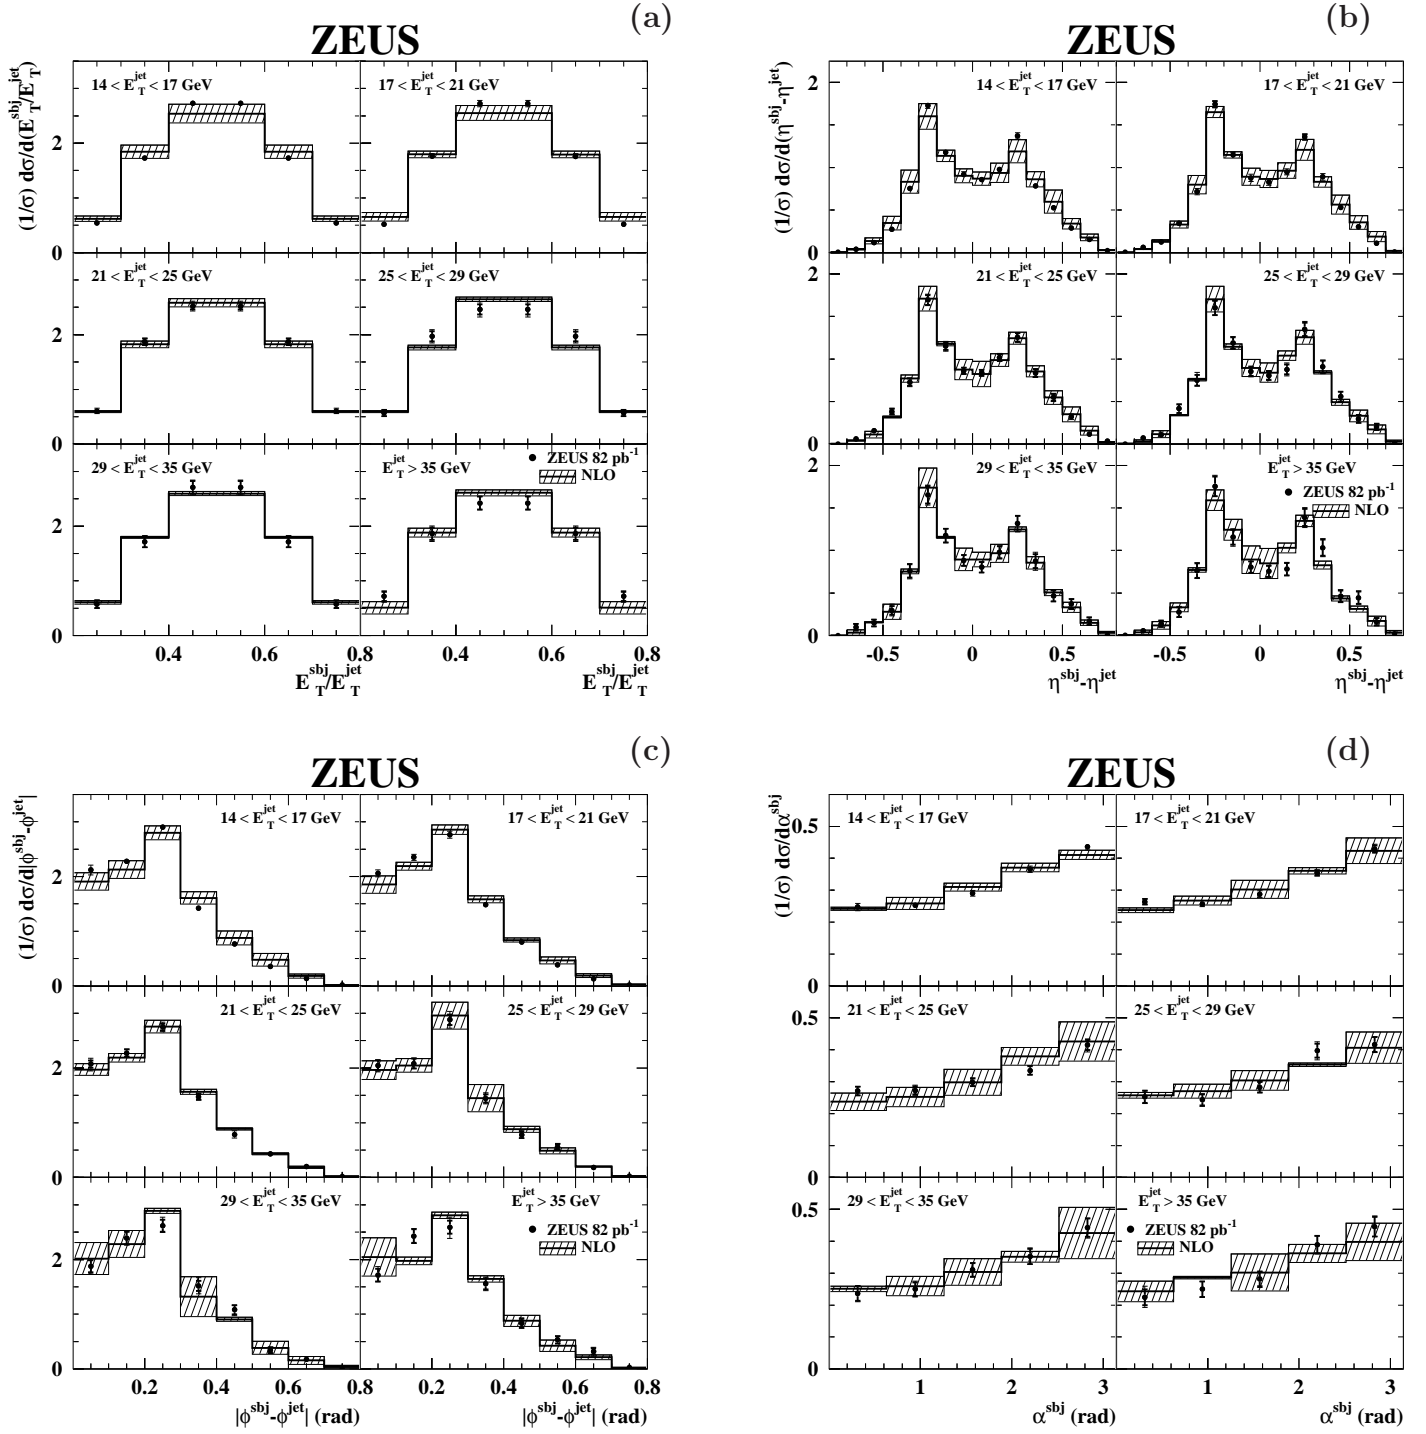 (a)
ZEUS
(1/σ) dσ/d(E_T^sbj/E_T^jet)
14 < E_T^jet < 17 GeV
17 < E_T^jet < 21 GeV
2
0
21 < E_T^jet < 25 GeV
25 < E_T^jet < 29 GeV
2
0
29 < E_T^jet < 35 GeV
E_T^jet > 35 GeV
ZEUS 82 pb^-1
NLO
2
0
0.4 0.6 0.4 0.6 0.8
E_T^sbj/E_T^jet E_T^sbj/E_T^jet
(b)
ZEUS
(1/σ) dσ/d(η^sbj-η^jet)
14 < E_T^jet < 17 GeV
17 < E_T^jet < 21 GeV
2
1
0
21 < E_T^jet < 25 GeV
25 < E_T^jet < 29 GeV
2
1
0
29 < E_T^jet < 35 GeV
E_T^jet > 35 GeV
ZEUS 82 pb^-1
NLO
2
1
0
-0.5 0 0.5 -0.5 0 0.5
η^sbj-η^jet η^sbj-η^jet
(c)
ZEUS
(1/σ) dσ/d|ϕ^sbj-ϕ^jet|
14 < E_T^jet < 17 GeV
17 < E_T^jet < 21 GeV
2
0
21 < E_T^jet < 25 GeV
25 < E_T^jet < 29 GeV
2
0
29 < E_T^jet < 35 GeV
E_T^jet > 35 GeV
ZEUS 82 pb^-1
NLO
2
0
0.2 0.4 0.6 0.2 0.4 0.6 0.8
|ϕ^sbj-ϕ^jet| (rad) |ϕ^sbj-ϕ^jet| (rad)
(d)
ZEUS
(1/σ) dσ/dα^sbj
14 < E_T^jet < 17 GeV
17 < E_T^jet < 21 GeV
0.5
0
21 < E_T^jet < 25 GeV
25 < E_T^jet < 29 GeV
0.5
0
29 < E_T^jet < 35 GeV
E_T^jet > 35 GeV
ZEUS 82 pb^-1
NLO
0.5
0
1 2 3 1 2 3
α^sbj (rad) α^sbj (rad)